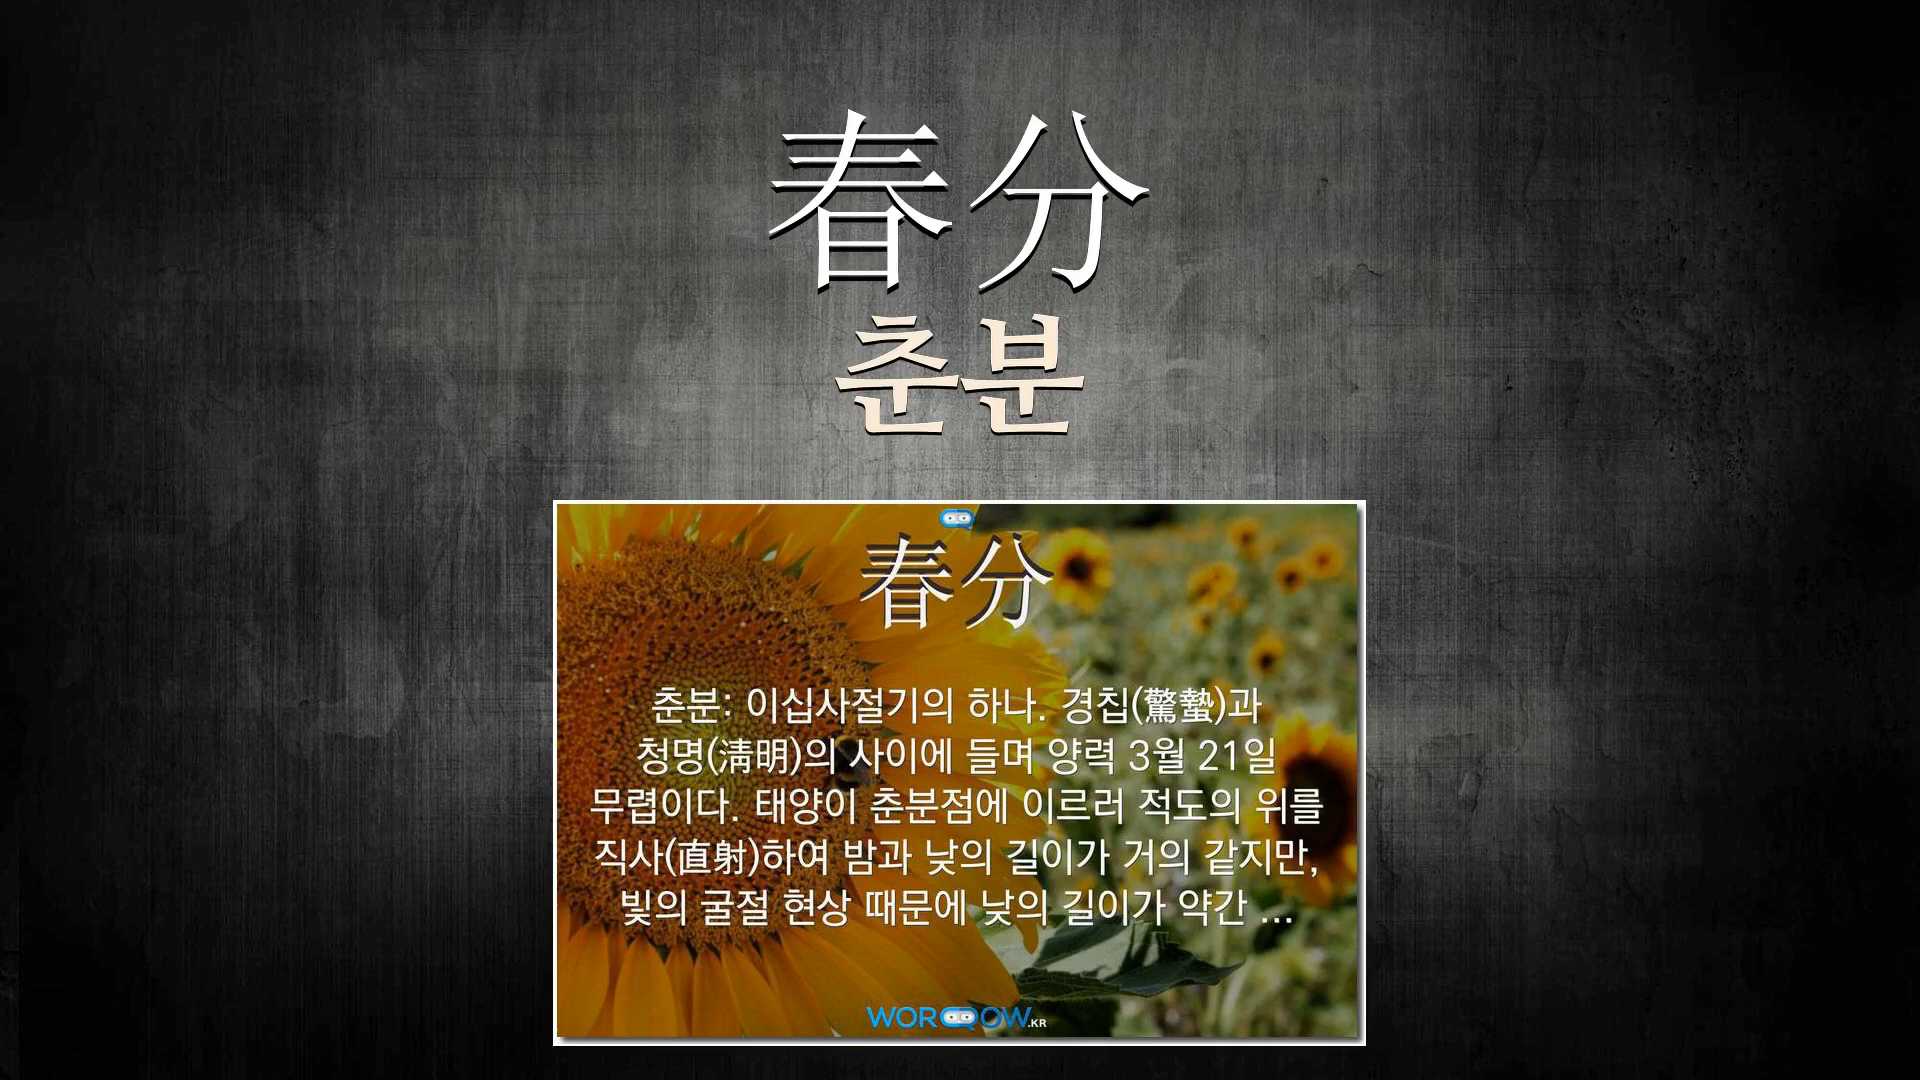 春分
춘분
春分
춘분: 이십사절기의 하나. 경칩(驚蟄)과
청명(淸明)의 사이에 들며 양력 3월 21일
무렵이다. 태양이 춘분점에 이르러 적도의 위를
직사(直射)하여 밤과 낮의 길이가 거의 같지만,
빛의 굴절 현상 때문에 낮의 길이가 약간 ...
WORQQOW.KR